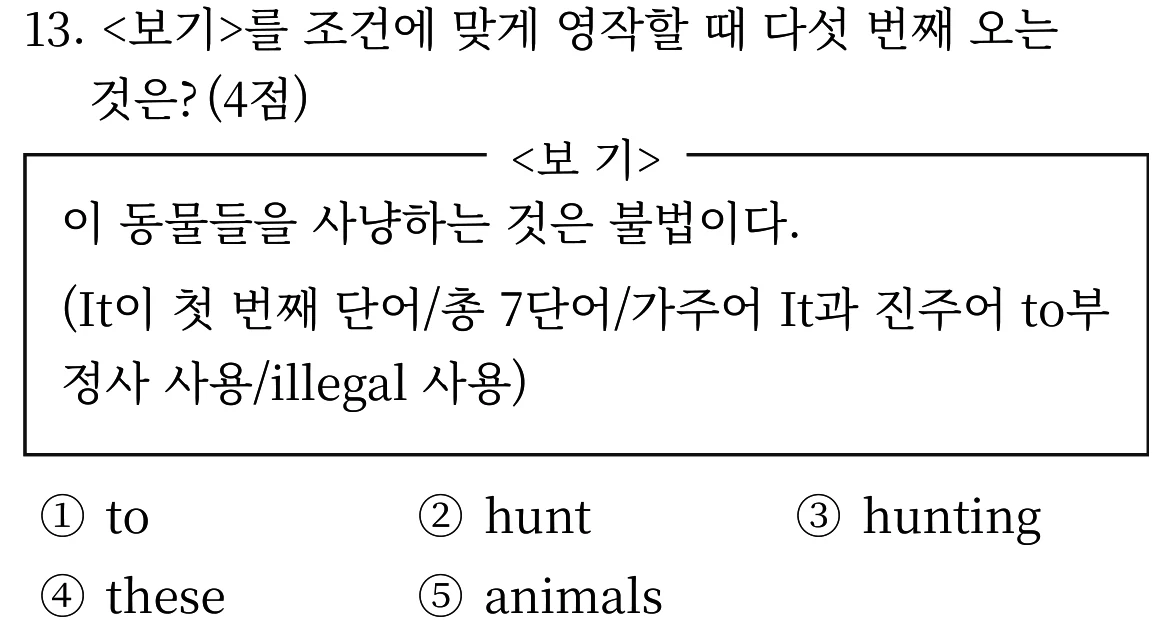 13. <보기>를 조건에 맞게 영작할 때 다섯 번째 오는
것은? (4점)
<보 기>
이 동물들을 사냥하는 것은 불법이다.
(It이 첫 번째 단어/총 7단어/가주어 It과 진주어 to부
정사 사용/illegal 사용)
① to ② hunt ③ hunting
④ these ⑤ animals